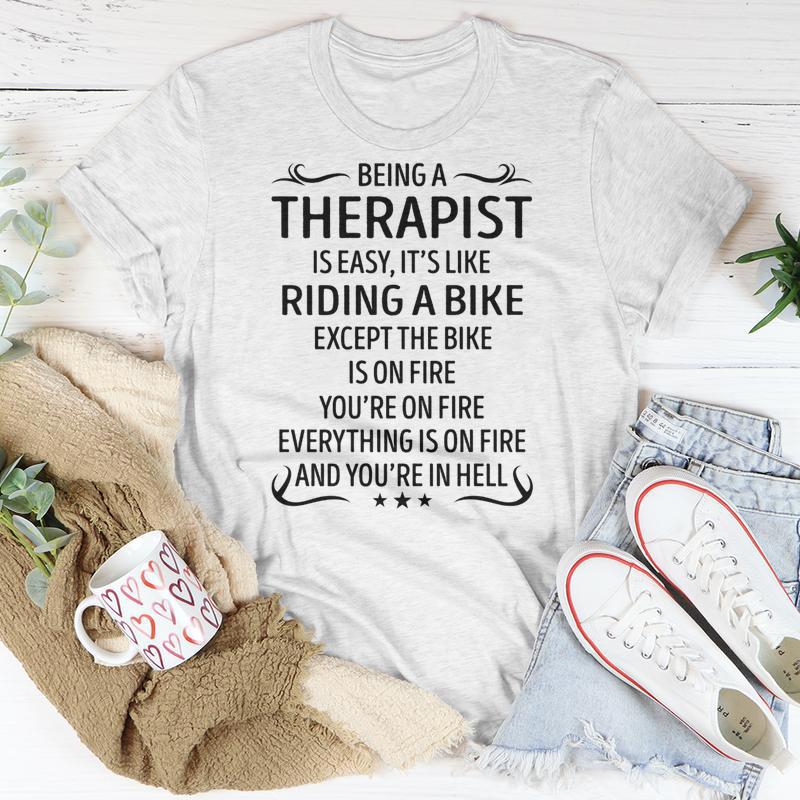 BEING A
THERAPIST
IS EASY, IT'S LIKE
RIDING A BIKE
EXCEPT THE BIKE
IS ON FIRE
YOU'RE ON FIRE
EVERYTHING IS ON FIRE
AND YOU'RE IN HELL